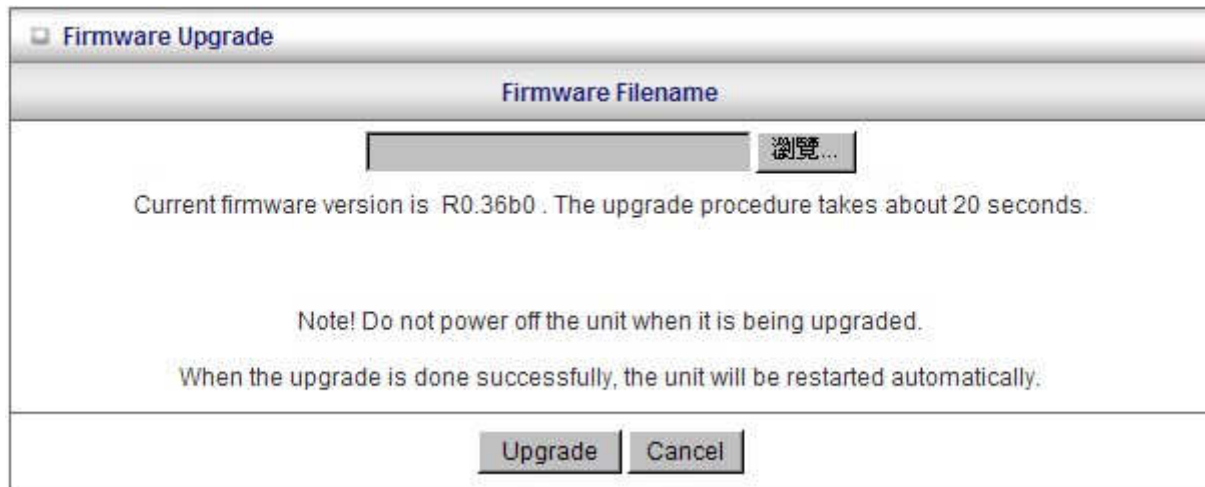 Firmware Upgrade
Firmware Filename
瀏覽...
Current firmware version is R0.36b0 . The upgrade procedure takes about 20 seconds.
Note! Do not power off the unit when it is being upgraded.
When the upgrade is done successfully, the unit will be restarted automatically.
Upgrade Cancel